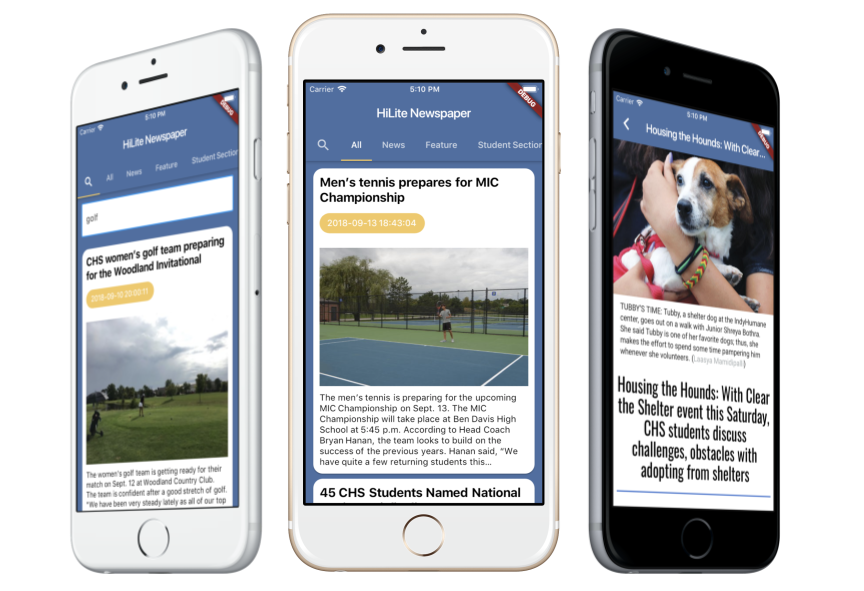 Carrier
5:10 PM
DEBUG
HiLite Newspaper
All
News
Feature
Student Section
golf
CHS women's golf team preparing
for the Woodland Invitational
2018-09-10 20:00:11
The women's golf team is getting ready for their
match on Sept. 12 at Woodland Country Club.
The team is confident after a good stretch of golf.
"We have been very steady lately as all of our top
Carrier
5:10 PM
DEBUG
HiLite Newspaper
All
News
Feature
Student Section
Men's tennis prepares for MIC
Championship
2018-09-13 18:43:04
The men's tennis is preparing for the upcoming
MIC Championship on Sept. 13. The MIC
Championship will take place at Ben Davis High
School at 5:45 p.m. According to Head Coach
Bryan Hanan, the team looks to build on the
success of the previous years. Hanan said, "We
have quite a few returning students this...
45 CHS Students Named National
Carrier
5:10 PM
DEBUG
Housing the Hounds: With Clear...
TUBBY'S TIME: Tubby, a shelter dog at the IndyHumane
center, goes out on a walk with Junior Shreya Bothra.
She said Tubby is one of her favorite dogs; thus, she
makes the effort to spend some time pampering him
whenever she volunteers. (Laasya Mamidipalli)
Housing the Hounds: With Clear
the Shelter event this Saturday,
CHS students discuss
challenges, obstacles with
adopting from shelters